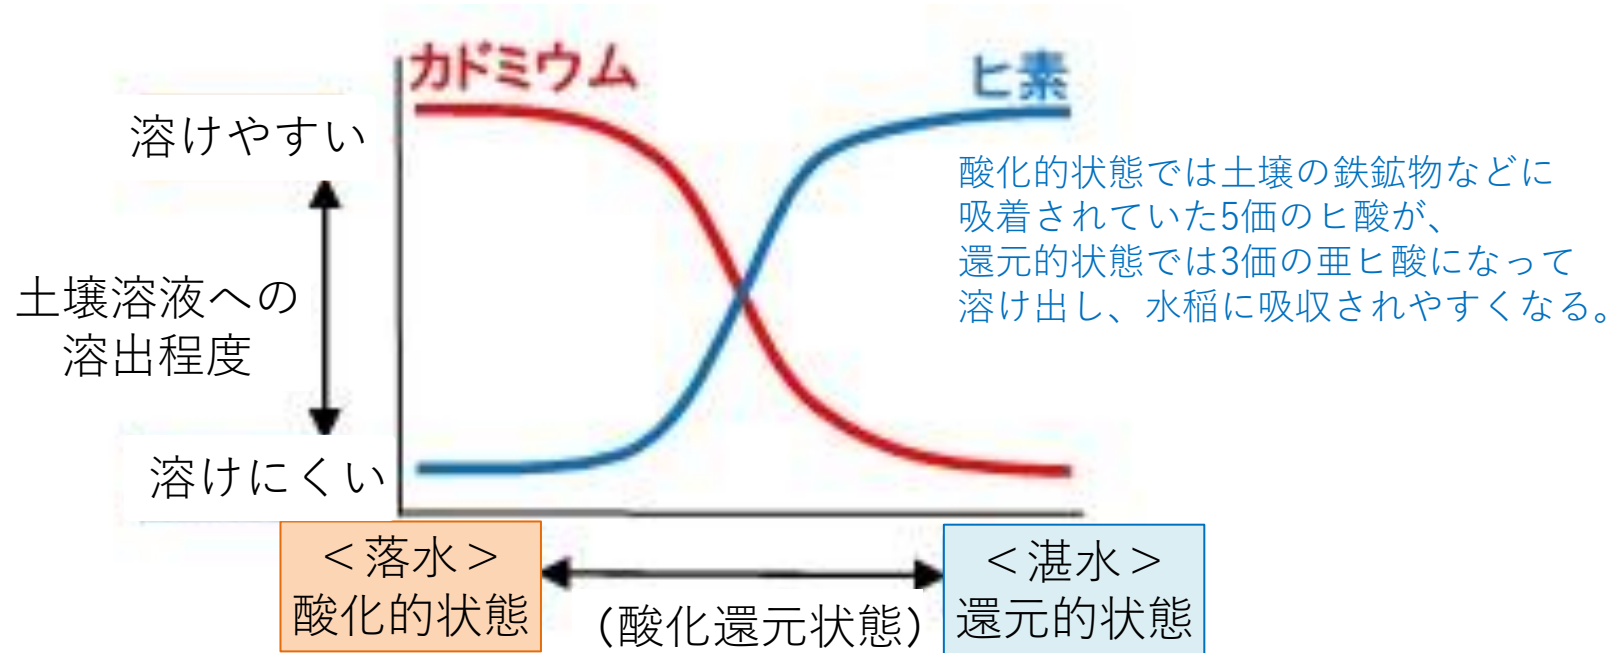 カドミウム
ヒ素
溶けやすい
酸化的状態では土壌の鉄鉱物などに
吸着されていた5価のヒ酸が、
還元的状態では3価の亜ヒ酸になって
溶け出し、水稲に吸収されやすくなる。
土壌溶液への
溶出程度
溶けにくい
＜落水＞
酸化的状態
(酸化還元状態)
＜湛水＞
還元的状態